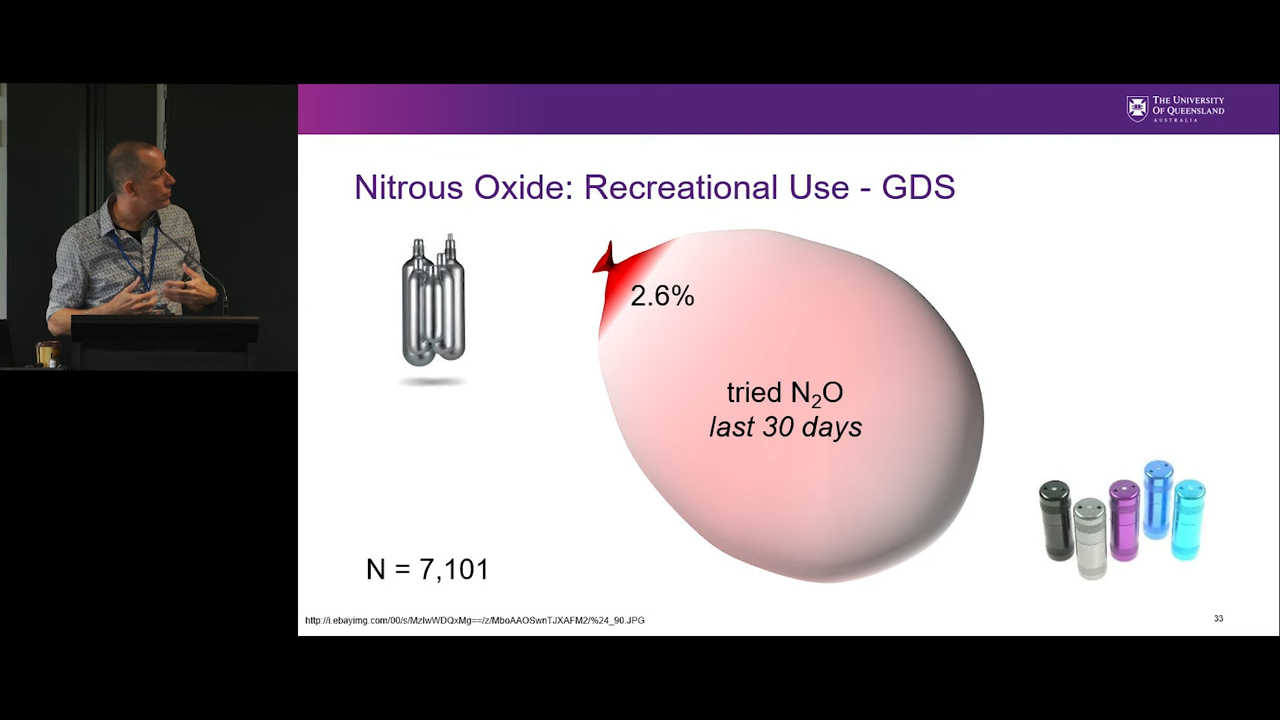 THE UNIVERSITY
OF QUEENSLAND
AUSTRALIA
Nitrous Oxide: Recreational Use - GDS
2.6%
tried N₂O
last 30 days
N = 7,101
http://i.ebayimg.com/00/s/MzIwWDQxMg==/z/MboAAOSwnTJXAFM2/%24_90.JPG
33